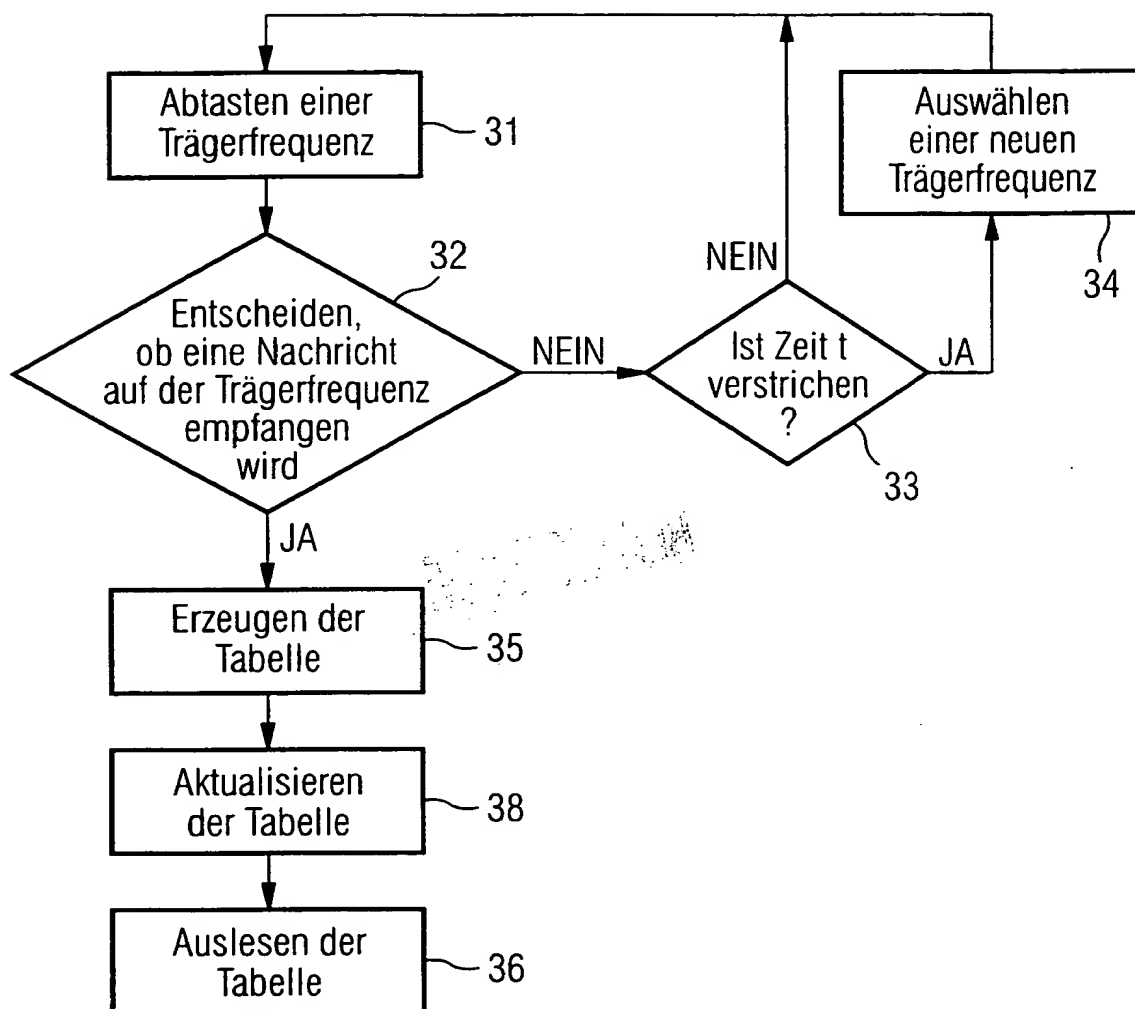 Abtasten einer
Trägerfrequenz
31
Auswählen
einer neuen
Trägerfrequenz
34
32
Entscheiden,
ob eine Nachricht
auf der Trägerfrequenz
empfangen
wird
NEIN
NEIN
Ist Zeit t
verstrichen
?
JA
33
JA
Erzeugen der
Tabelle
35
Aktualisieren
der Tabelle
38
Auslesen der
Tabelle
36